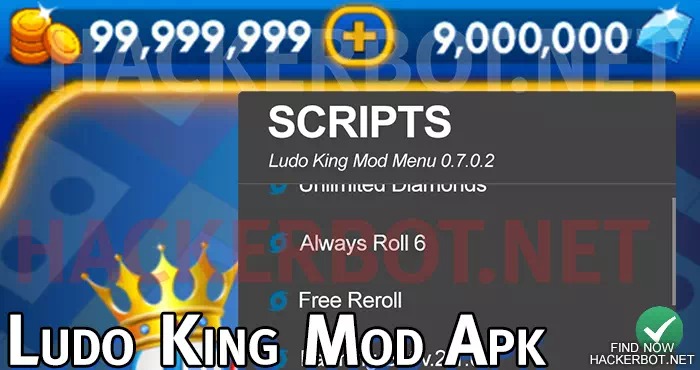 99,999,999 9,000,000
HACKERBOT.NET
SCRIPTS
Ludo King Mod Menu 0.7.0.2
Unlimited Diamonds
Always Roll 6
HACKERBOT.NET
Free Reroll
LUDO KING MOD APK
FIND NOW
HACKERBOT.NET